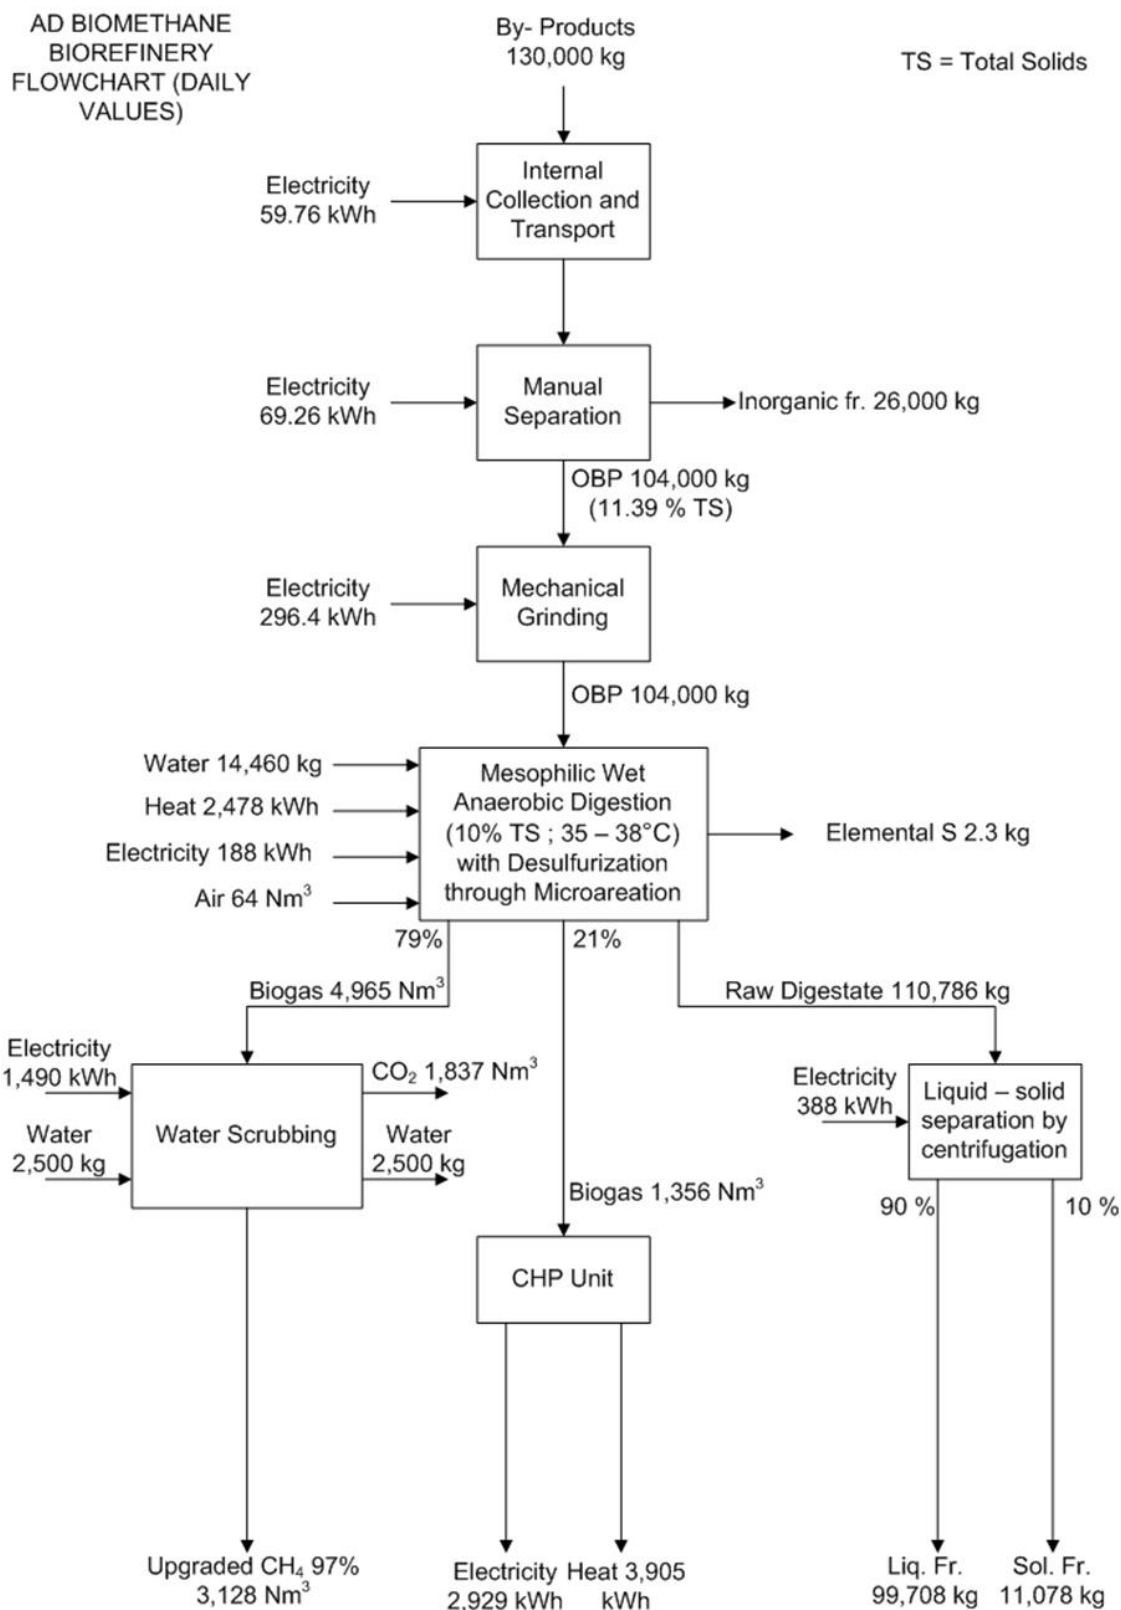 AD BIOMETHANE
BIOREFINERY
FLOWCHART (DAILY
VALUES)
By- Products
130,000 kg
TS = Total Solids
Internal
Collection and
Transport
Electricity
59.76 kWh
Manual
Separation
Electricity
69.26 kWh
Inorganic fr. 26,000 kg
OBP 104,000 kg
(11.39 % TS)
Electricity
296.4 kWh
Mechanical
Grinding
OBP 104,000 kg
Water 14,460 kg
Heat 2,478 kWh
Electricity 188 kWh
Air 64 Nm³
Mesophilic Wet
Anaerobic Digestion
(10% TS ; 35 – 38°C)
with Desulfurization
through Microareation
Elemental S 2.3 kg
79%
21%
Biogas 4,965 Nm³
Raw Digestate 110,786 kg
Electricity
1,490 kWh
Water
2,500 kg
Water Scrubbing
CO₂ 1,837 Nm³
Water
2,500 kg
Electricity
388 kWh
Liquid – solid
separation by
centrifugation
Biogas 1,356 Nm³
90 %
10 %
CHP Unit
Upgraded CH₄ 97%
3,128 Nm³
Electricity
2,929 kWh
Heat 3,905
kWh
Liq. Fr.
99,708 kg
Sol. Fr.
11,078 kg